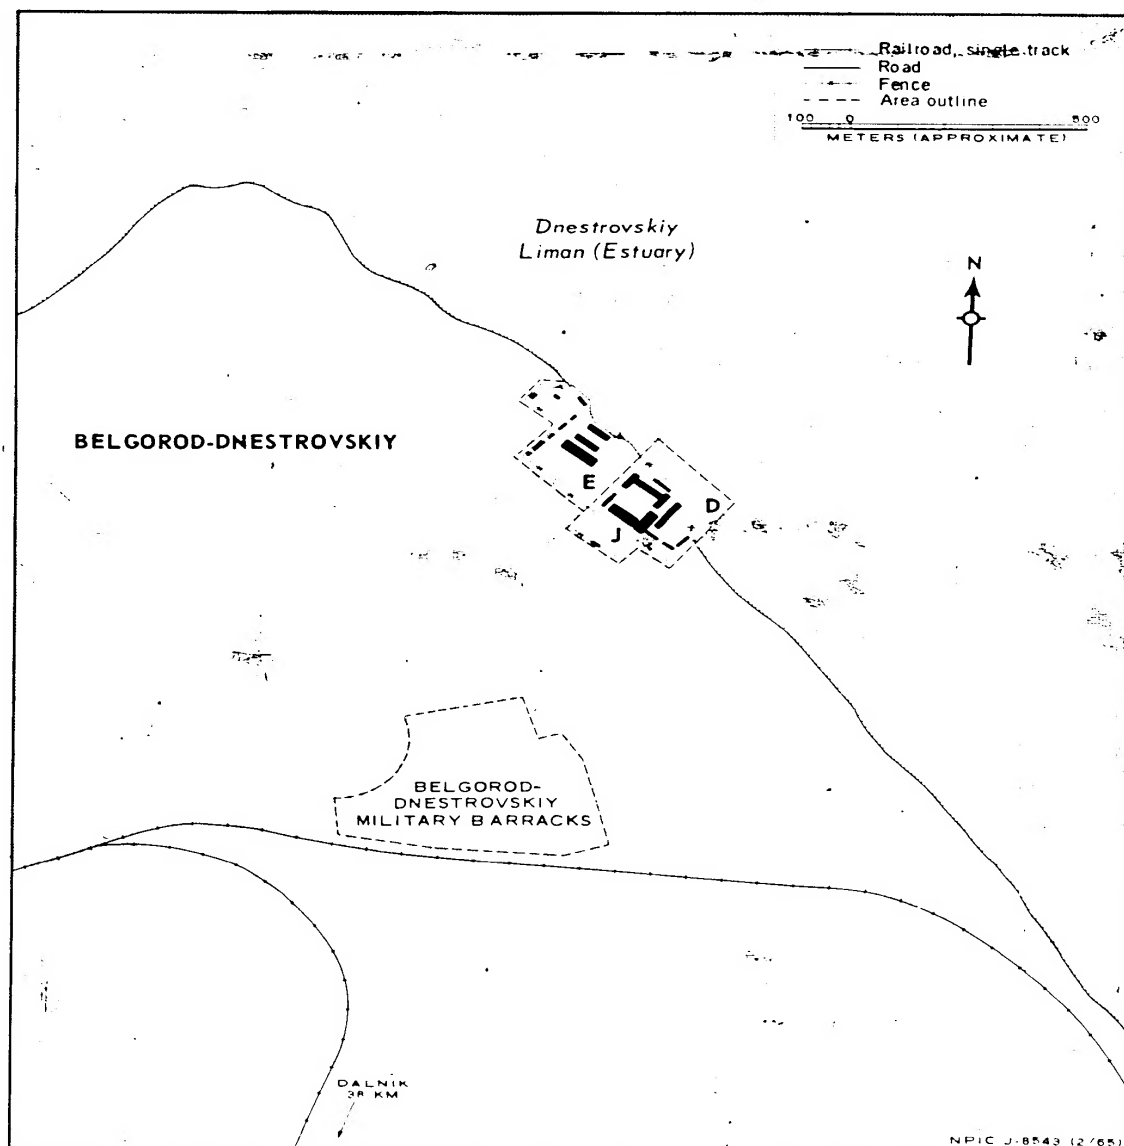 Railroad, single track
Road
Fence
Area outline
100 0 500
METERS (APPROXIMATE)
Dnestrovskiy
Liman (Estuary)
N
BELGOROD-DNESTROVSKIY
E
D
J
BELGOROD-
DNESTROVSKIY
MILITARY BARRACKS
DALNIK
38 KM
NPIC J-8543 (2/65)